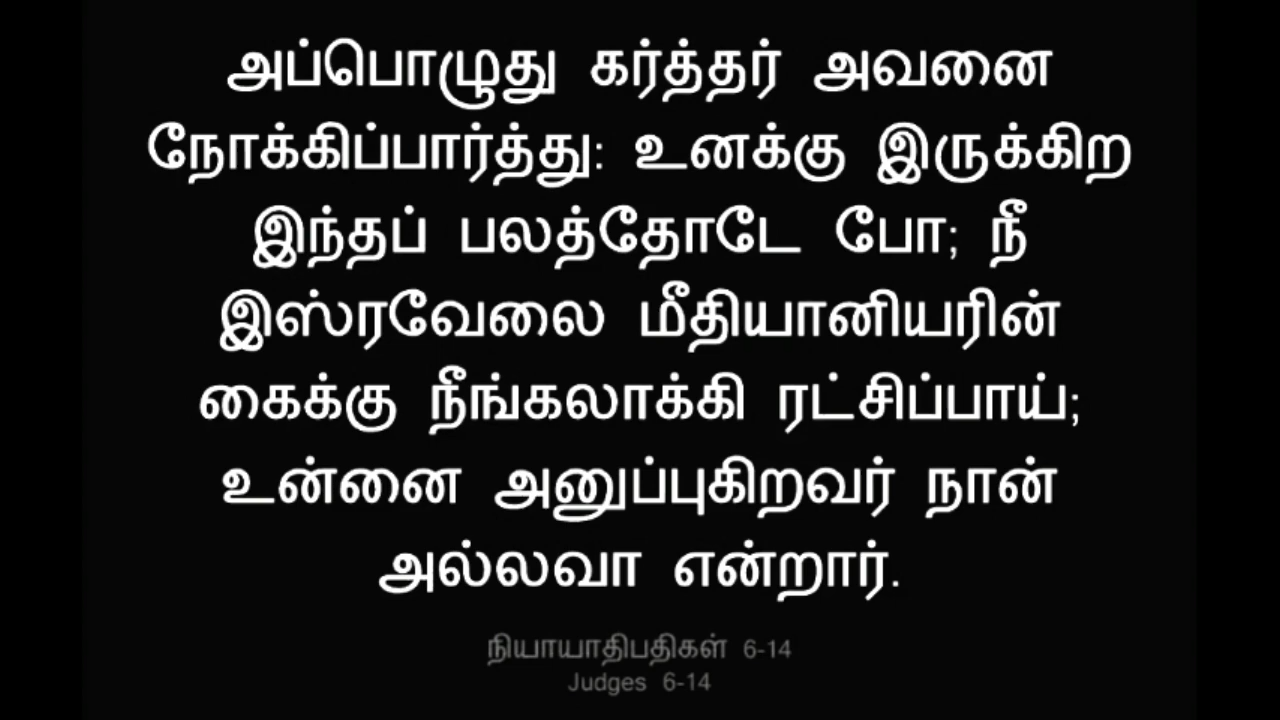 அப்பொழுது கர்த்தர் அவனை
நோக்கிப்பார்த்து: உனக்கு இருக்கிற
இந்தப் பலத்தோடே போ; நீ
இஸ்ரவேலை மீதியானியரின்
கைக்கு நீங்கலாக்கி ரட்சிப்பாய்;
உன்னை அனுப்புகிறவர் நான்
அல்லவா என்றார்.
நியாயாதிபதிகள் 6-14
Judges 6-14